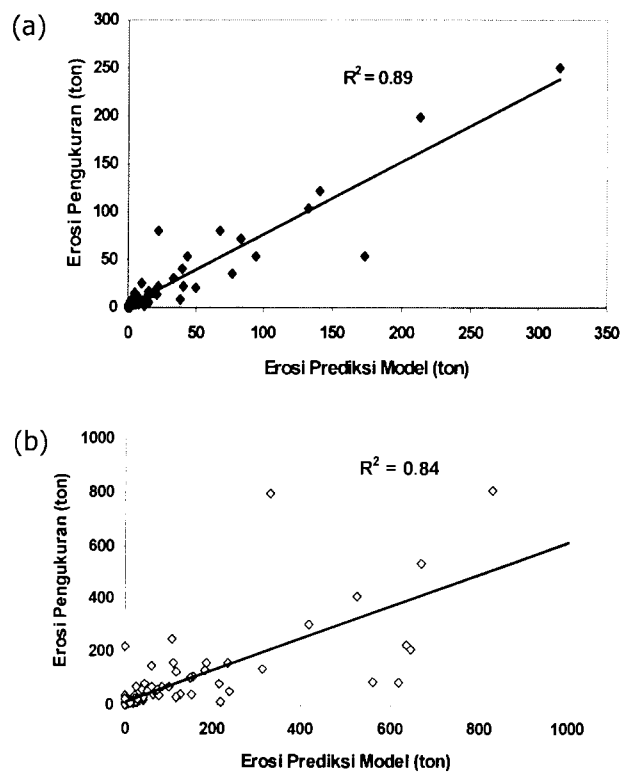 (a)
300
250
200
150
100
50
0
Erosi Pengukuran (ton)
R² = 0.89
0 50 100 150 200 250 300 350
Erosi Prediksi Model (ton)
(b)
1000
800
600
400
200
0
Erosi Pengukuran (ton)
R² = 0.84
0 200 400 600 800 1000
Erosi Prediksi Model (ton)